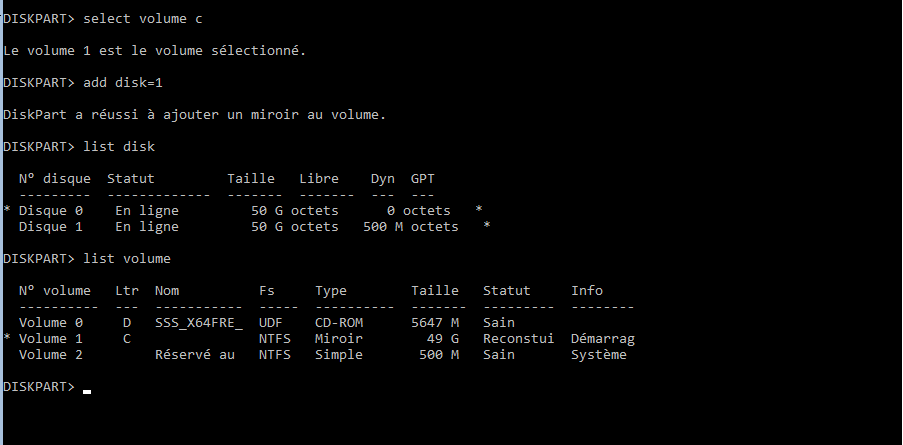 DISKPART> select volume c
Le volume 1 est le volume sélectionné.
DISKPART> add disk=1
DiskPart a réussi à ajouter un miroir au volume.
DISKPART> list disk
  N° disque  Statut         Taille   Libre    Dyn  GPT
  ---------  -------------  -------  -------  ---  ---
* Disque 0    En ligne         50 G octets      0 octets   *
  Disque 1    En ligne         50 G octets   500 M octets   *
DISKPART> list volume
  N° volume   Ltr  Nom          Fs     Type        Taille   Statut     Info
  ----------  ---  -----------  -----  ----------  -------  ---------  --------
  Volume 0     D   SSS_X64FRE_  UDF    CD-ROM      5647 M   Sain
* Volume 1     C                NTFS   Miroir        49 G   Reconstui  Démarrag
  Volume 2         Réservé au   NTFS   Simple       500 M   Sain       Système
DISKPART>